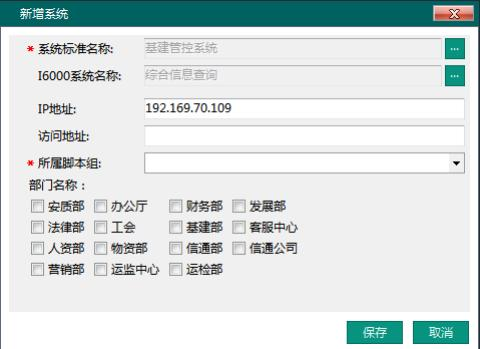 新增系统
* 系统标准名称: 基建管控系统 ...
I6000系统名称: 综合信息查询 ...
IP地址: 192.169.70.109
访问地址:
* 所属脚本组:
部门名称：
安质部 办公厅 财务部 发展部
法律部 工会 基建部 客服中心
人资部 物资部 信通部 信通公司
营销部 运监中心 运检部
保存 取消